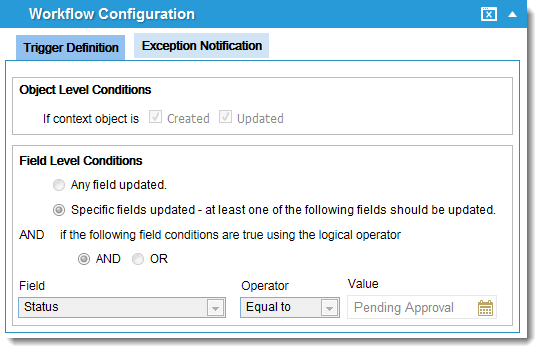 Workflow Configuration
Trigger Definition Exception Notification
Object Level Conditions
If context object is Created Updated
Field Level Conditions
Any field updated.
Specific fields updated - at least one of the following fields should be updated.
AND if the following field conditions are true using the logical operator
AND OR
Field Operator Value
Status Equal to Pending Approval